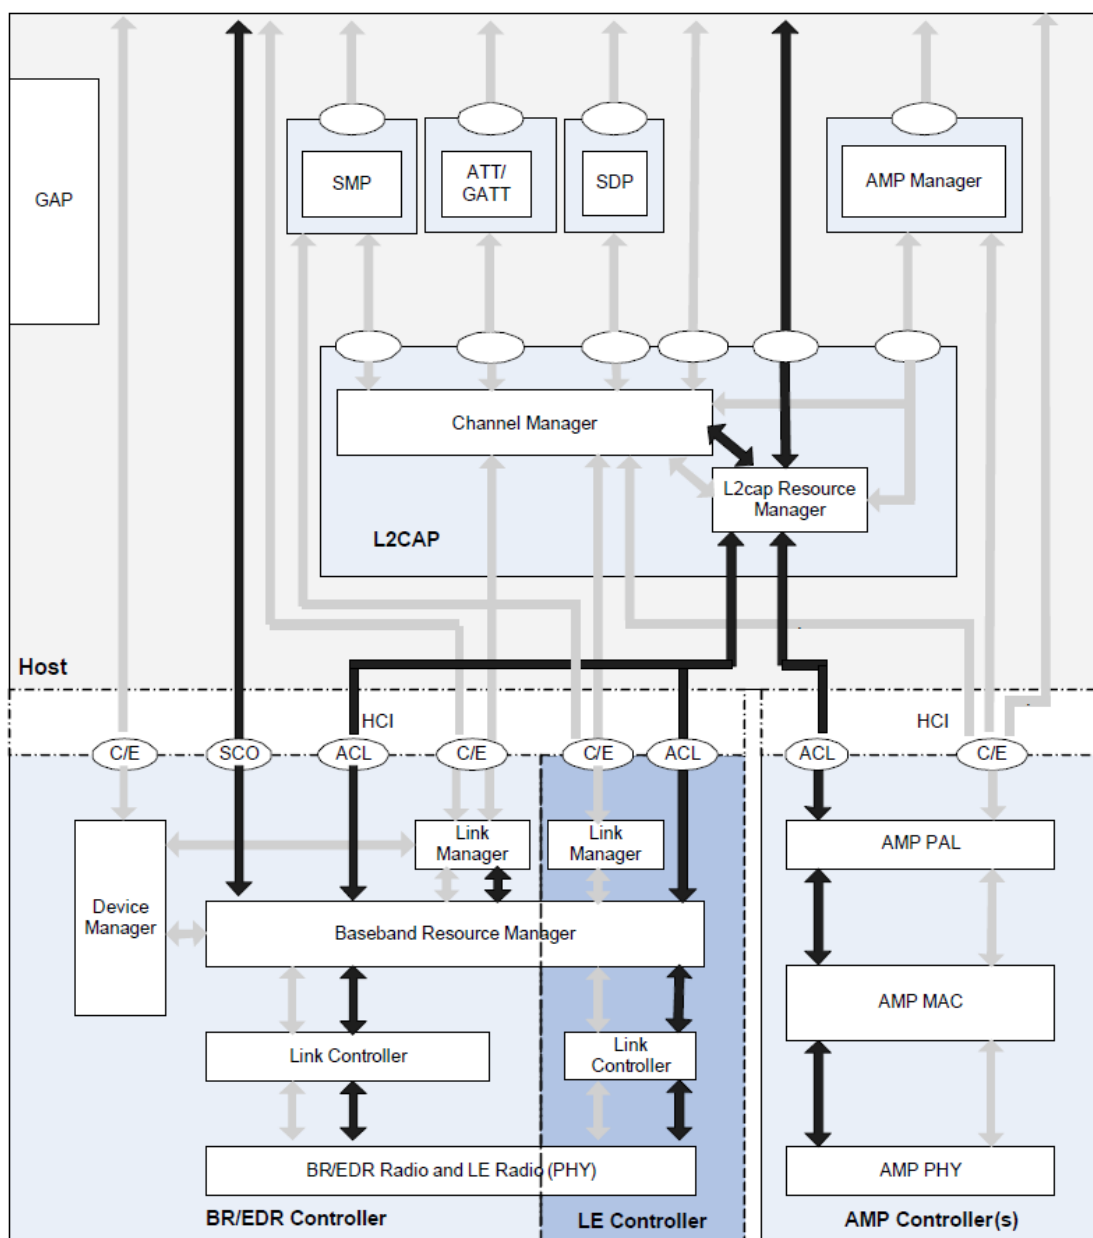 SMP
ATT/
GATT
SDP
AMP Manager
GAP
Channel Manager
L2cap Resource
Manager
L2CAP
Host
HCI
HCI
C/E
SCO
ACL
C/E
C/E
ACL
ACL
C/E
Link
Manager
Link
Manager
AMP PAL
Device
Manager
Baseband Resource Manager
AMP MAC
Link Controller
Link
Controller
BR/EDR Radio and LE Radio (PHY)
AMP PHY
BR/EDR Controller
LE Controller
AMP Controller(s)